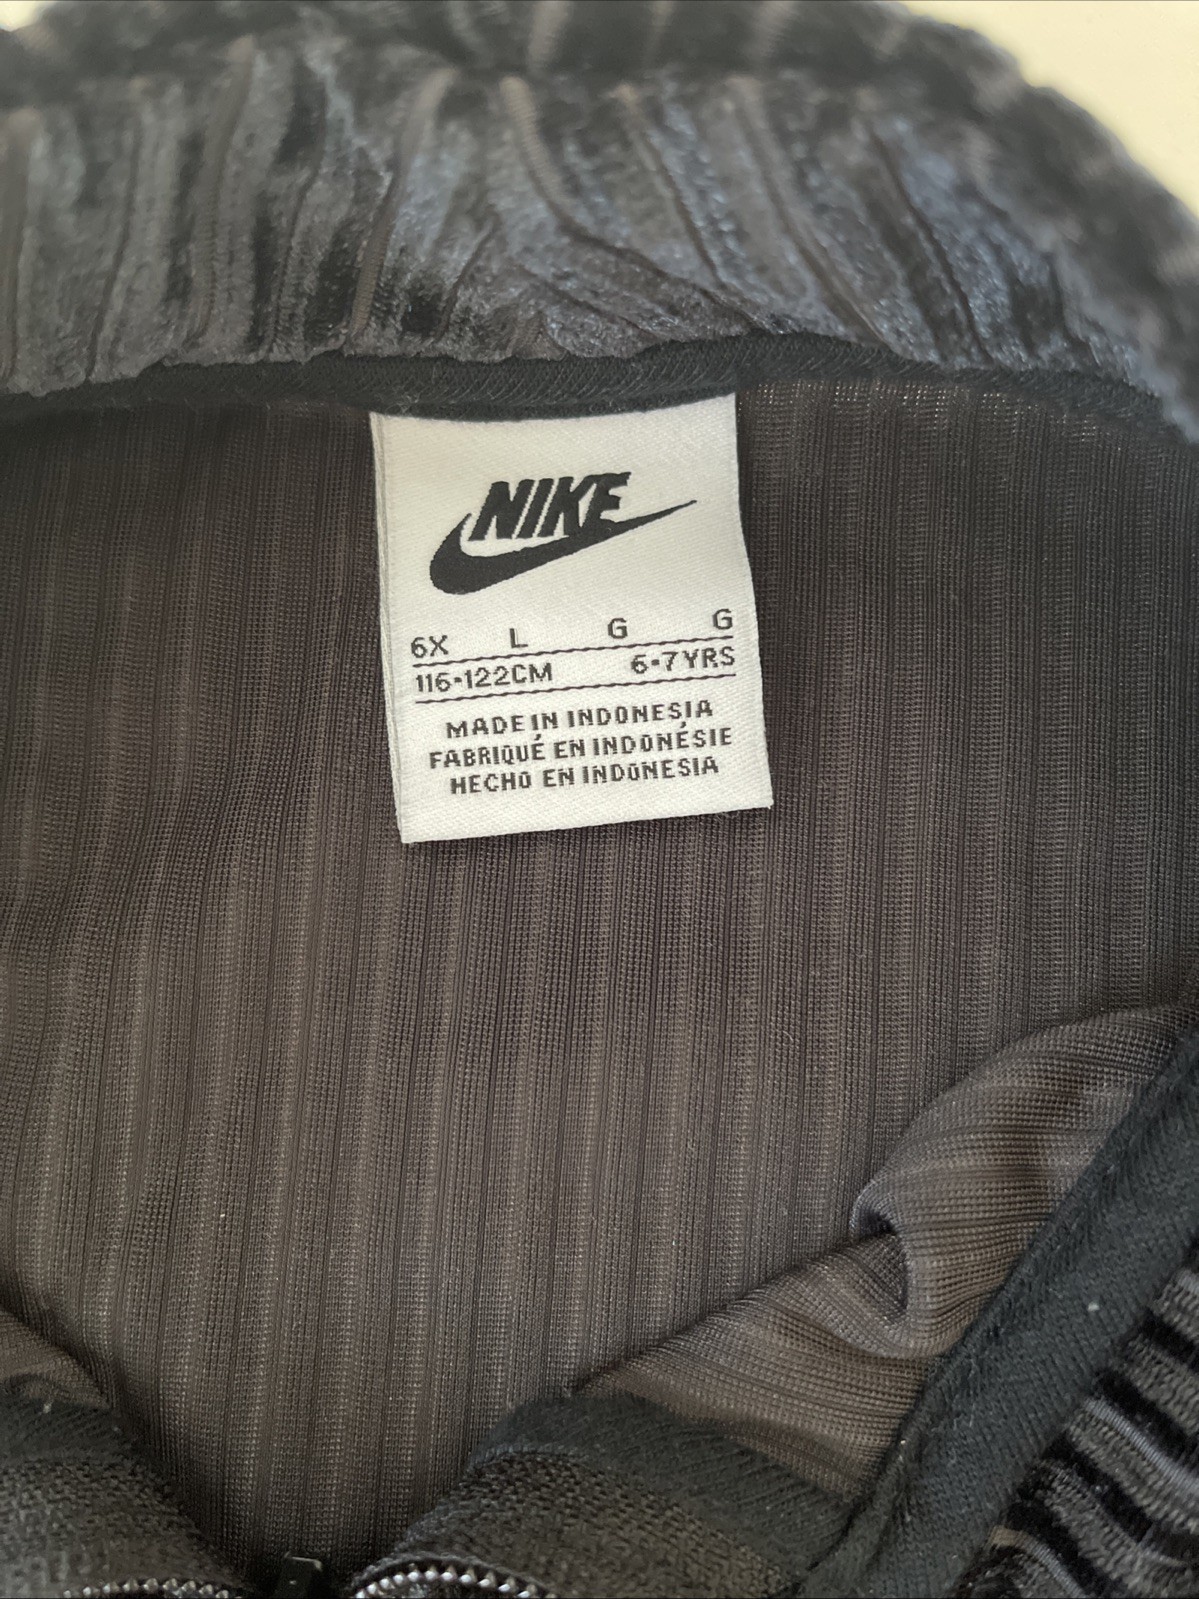 NIKE
6X L G G
116-122CM 6-7YRS
MADE IN INDONESIA
FABRIQUÉ EN INDONÉSIE
HECHO EN INDONESIA